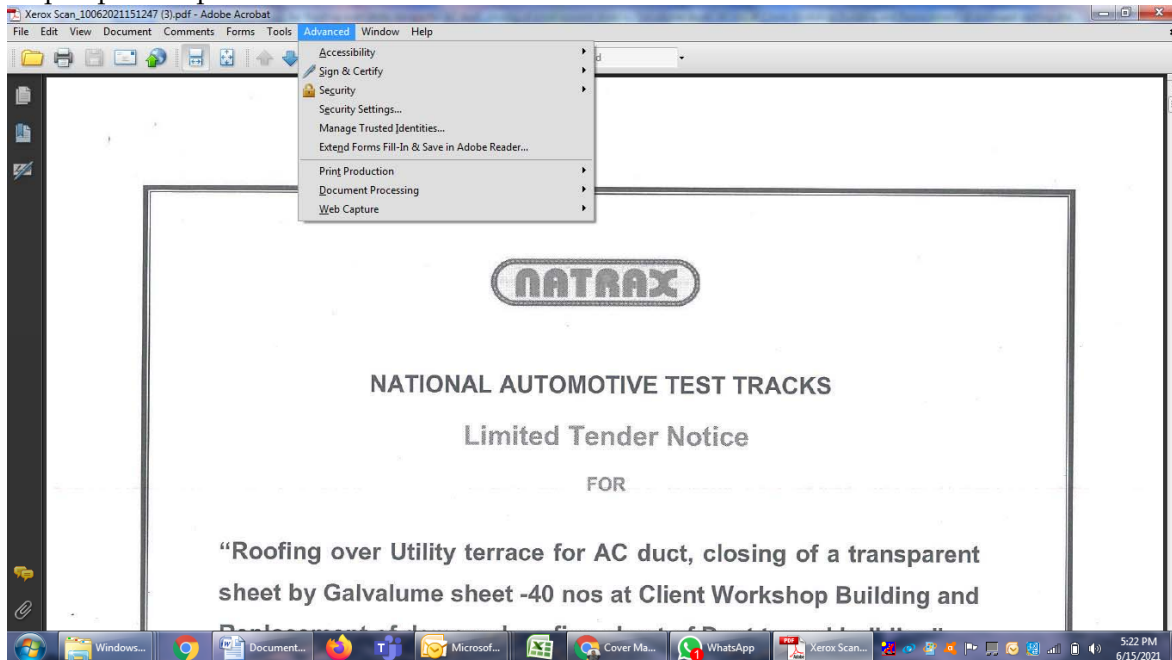 Xerox Scan_10062021151247 (3).pdf - Adobe Acrobat
File Edit View Document Comments Forms Tools Advanced Window Help
Accessibility
Sign & Certify
Security
Security Settings...
Manage Trusted Identities...
Extend Forms Fill-In & Save in Adobe Reader...
Print Production
Document Processing
Web Capture
NATRAX
NATIONAL AUTOMOTIVE TEST TRACKS
Limited Tender Notice
FOR
“Roofing over Utility terrace for AC duct, closing of a transparent
sheet by Galvalume sheet -40 nos at Client Workshop Building and
Windows... Document... Microsof... Cover Ma... WhatsApp Xerox Scan... 5:22 PM
6/15/2021